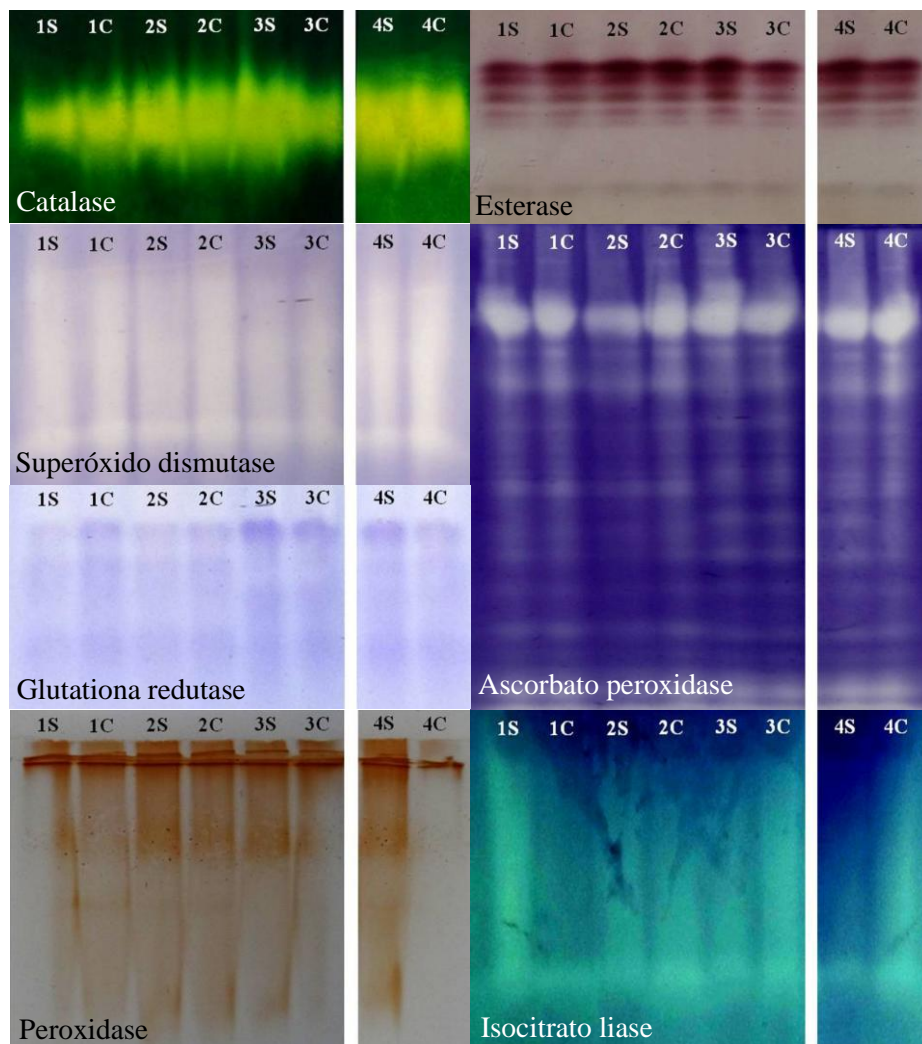 1S 1C 2S 2C 3S 3C 4S 4C
Catalase
1S 1C 2S 2C 3S 3C 4S 4C
Esterase
1S 1C 2S 2C 3S 3C 4S 4C
Superóxido dismutase
1S 1C 2S 2C 3S 3C 4S 4C
Glutationa redutase
1S 1C 2S 2C 3S 3C 4S 4C
Ascorbato peroxidase
1S 1C 2S 2C 3S 3C 4S 4C
Peroxidase
1S 1C 2S 2C 3S 3C 4S 4C
Isocitrato liase